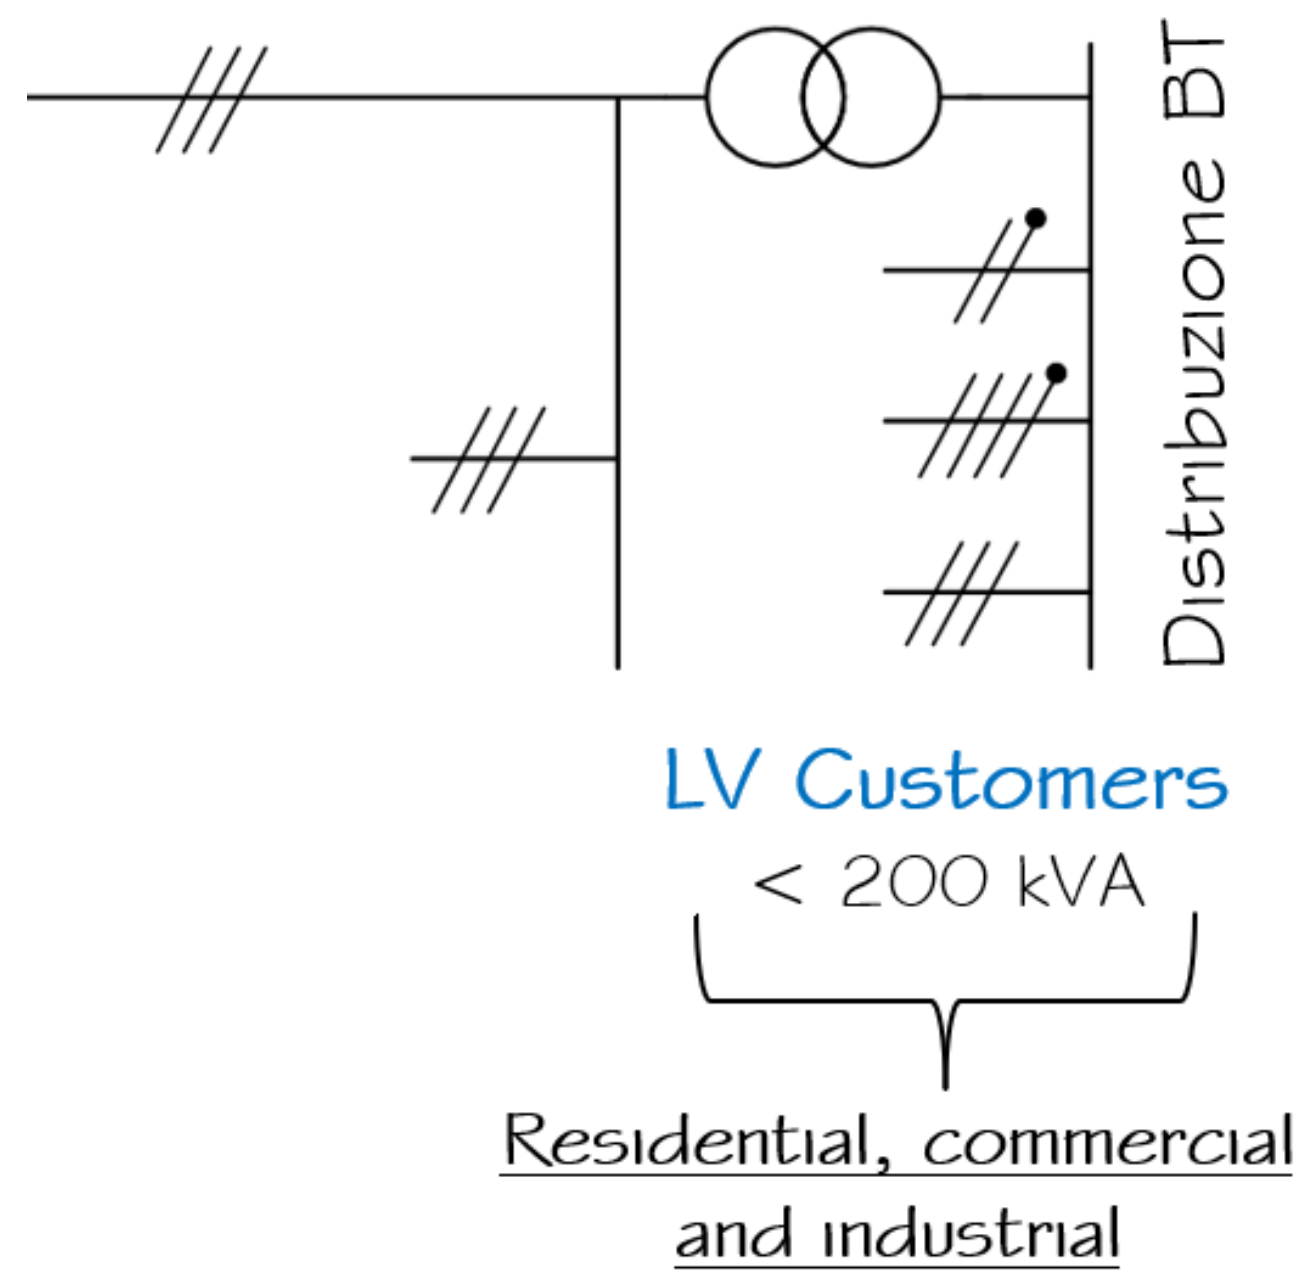 Distribuzione BT
LV Customers
< 200 kVA
Residential, commercial
and industrial